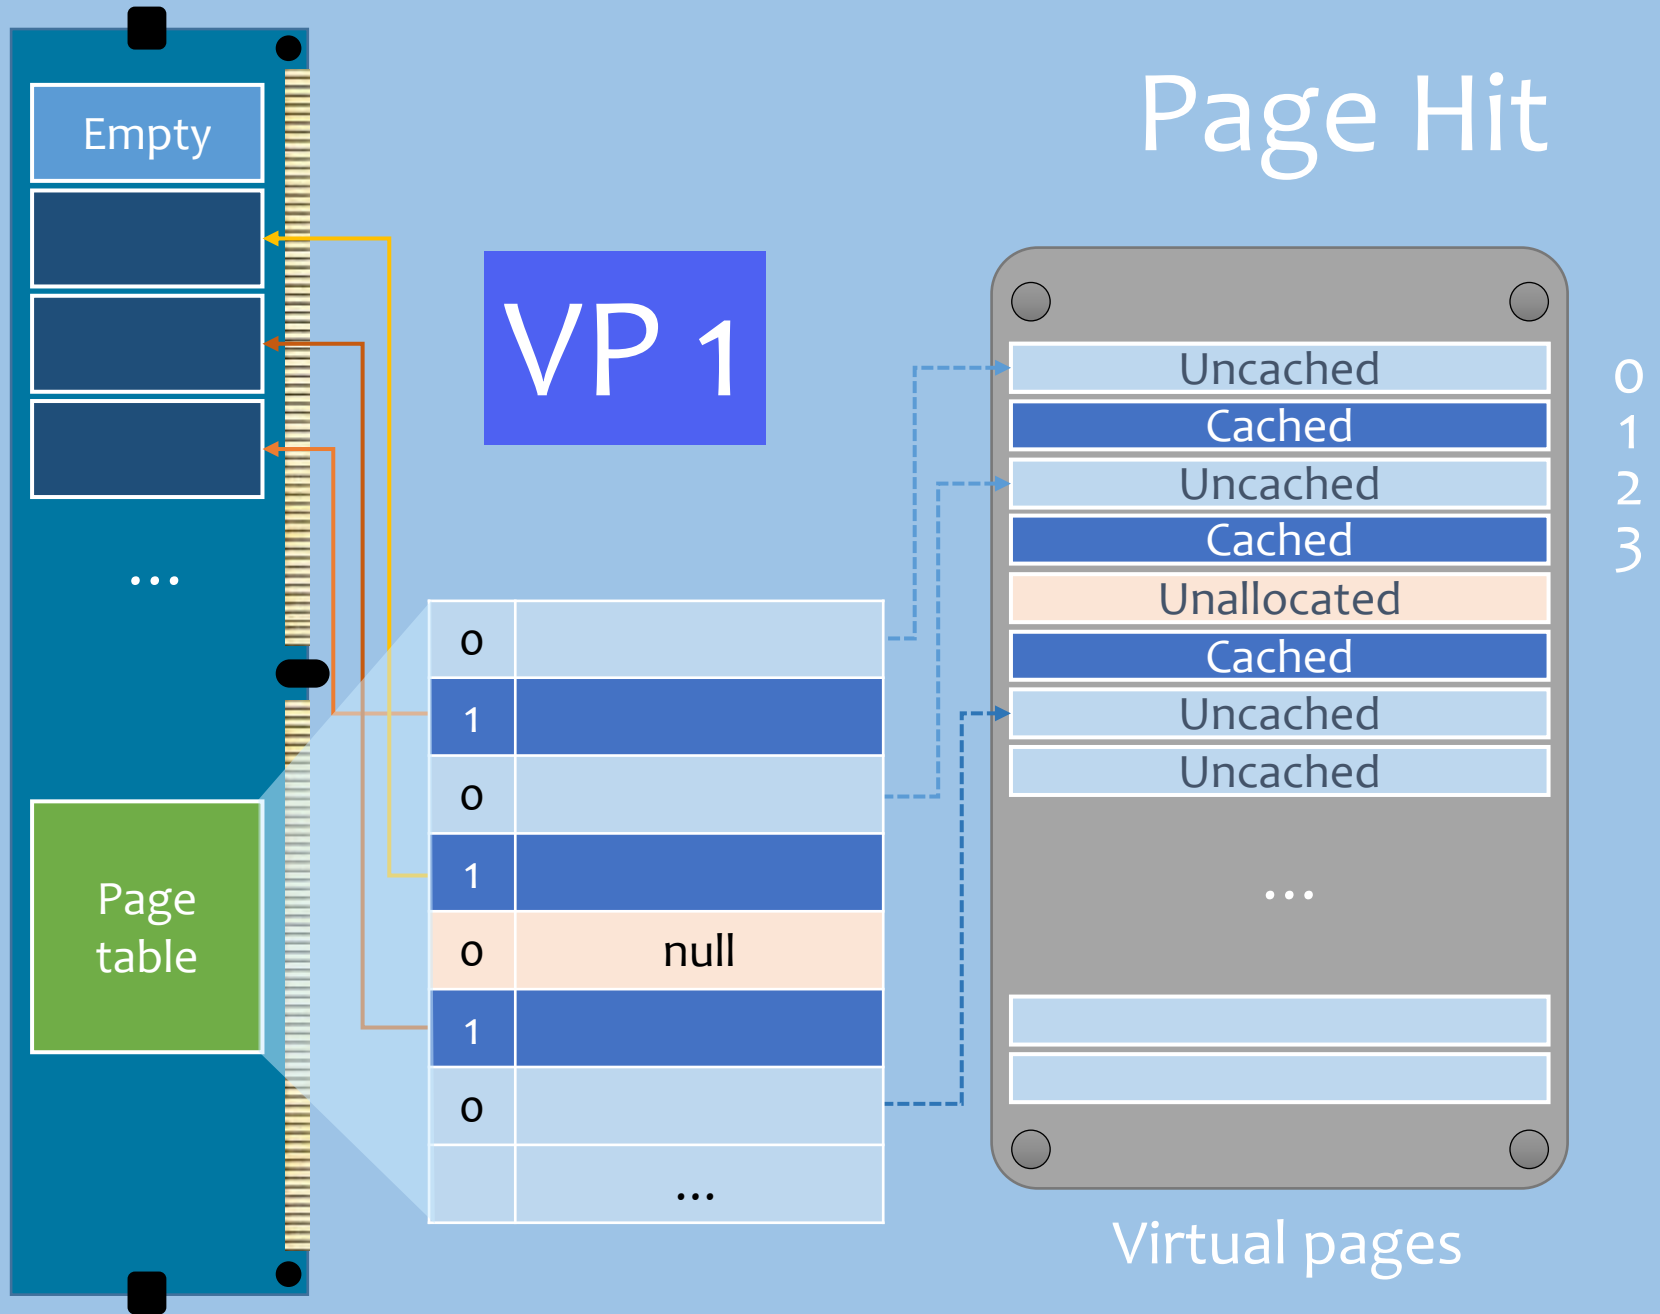 Page Hit
Empty
VP 1
...
Page
table
0
1
0
1
0 null
1
0
...
Uncached 0
Cached 1
Uncached 2
Cached 3
Unallocated
Cached
Uncached
Uncached
...
Virtual pages